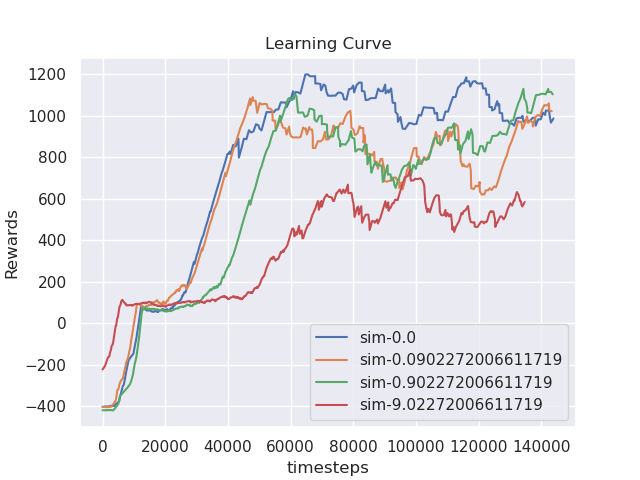 Learning Curve
1200
1000
800
600
400
200
0
−200
−400
Rewards
0 20000 40000 60000 80000 100000 120000 140000
timesteps
sim-0.0
sim-0.0902272006611719
sim-0.902272006611719
sim-9.02272006611719